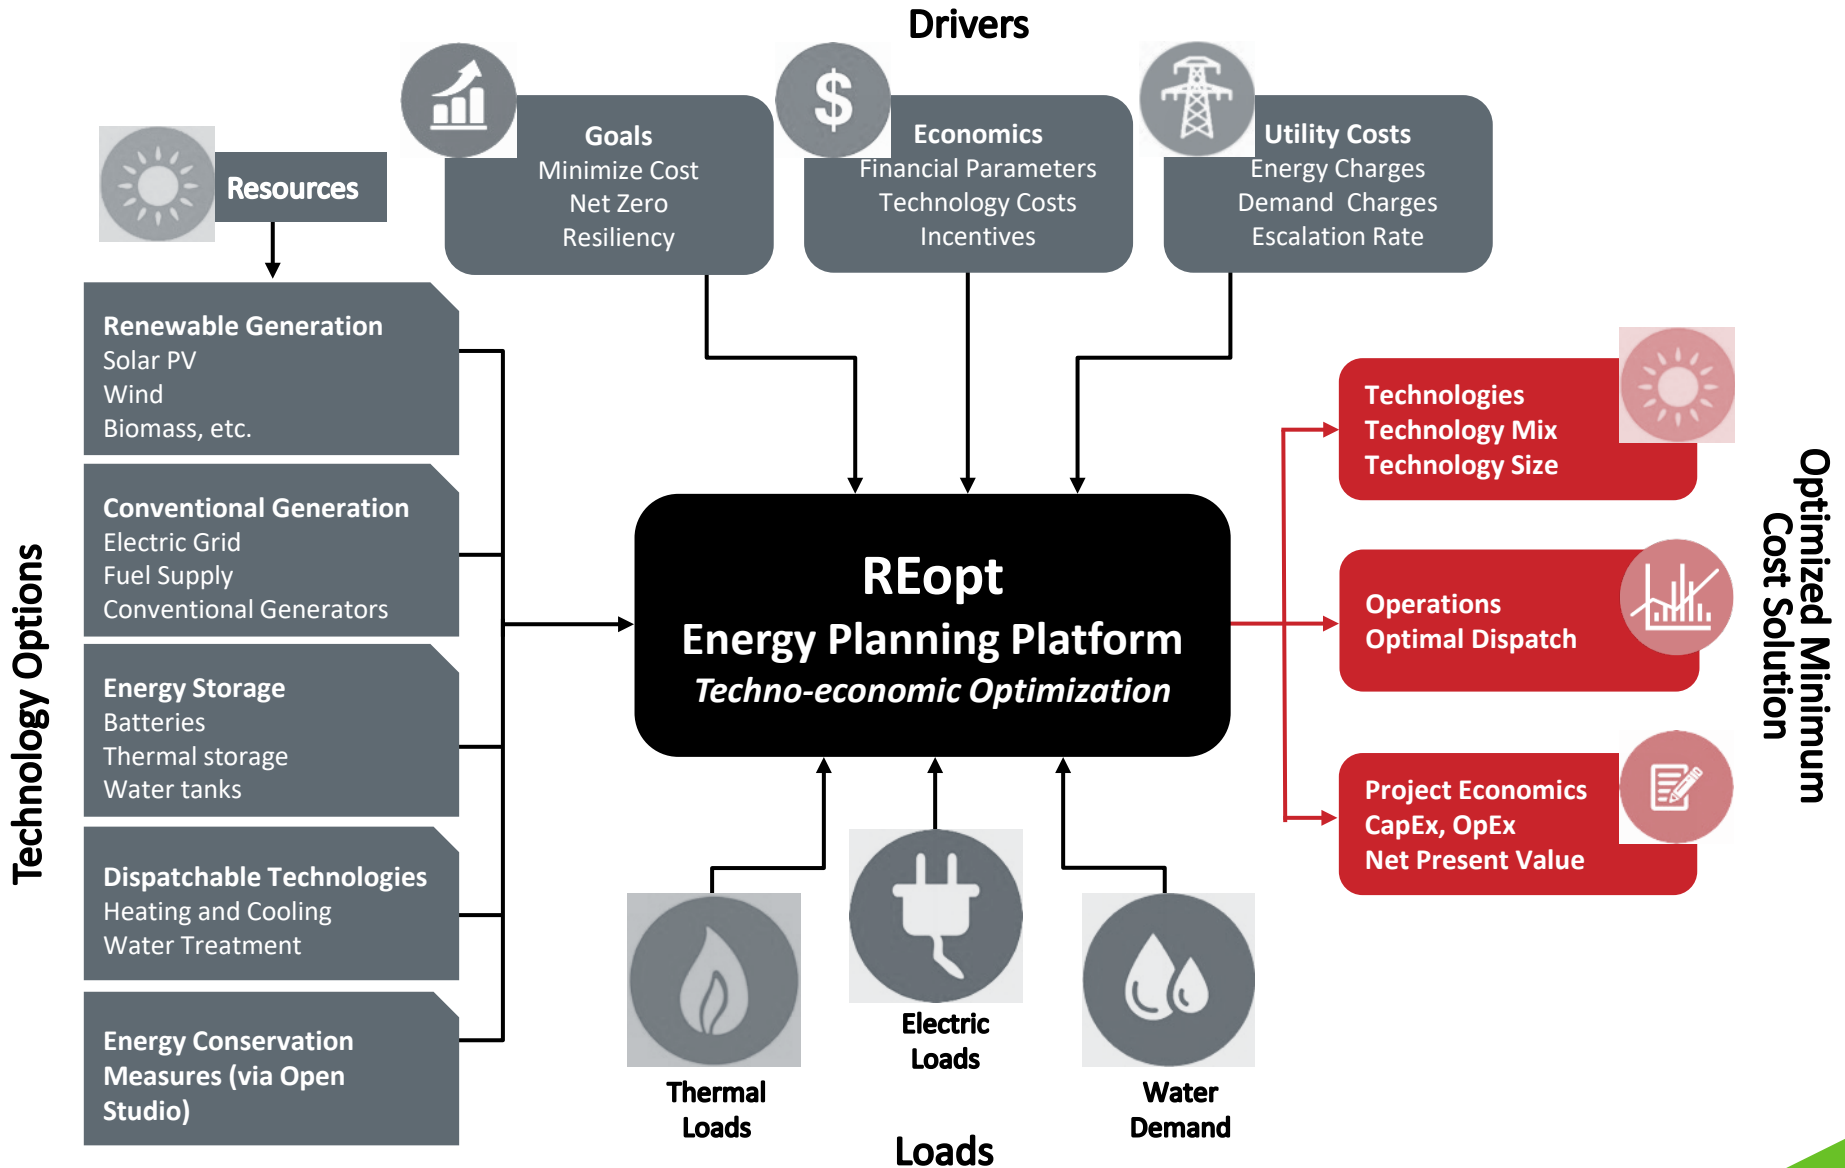 Drivers
Goals
Minimize Cost
Net Zero
Resiliency
Economics
Financial Parameters
Technology Costs
Incentives
Utility Costs
Energy Charges
Demand  Charges
Escalation Rate
Resources
Technology Options
Renewable Generation
Solar PV
Wind
Biomass, etc.
Conventional Generation
Electric Grid
Fuel Supply
Conventional Generators
Energy Storage
Batteries
Thermal storage
Water tanks
Dispatchable Technologies
Heating and Cooling
Water Treatment
Energy Conservation
Measures (via Open
Studio)
REopt
Energy Planning Platform
Techno-economic Optimization
Technologies
Technology Mix
Technology Size
Operations
Optimal Dispatch
Project Economics
CapEx, OpEx
Net Present Value
Optimized Minimum
Cost Solution
Thermal
Loads
Electric
Loads
Water
Demand
Loads